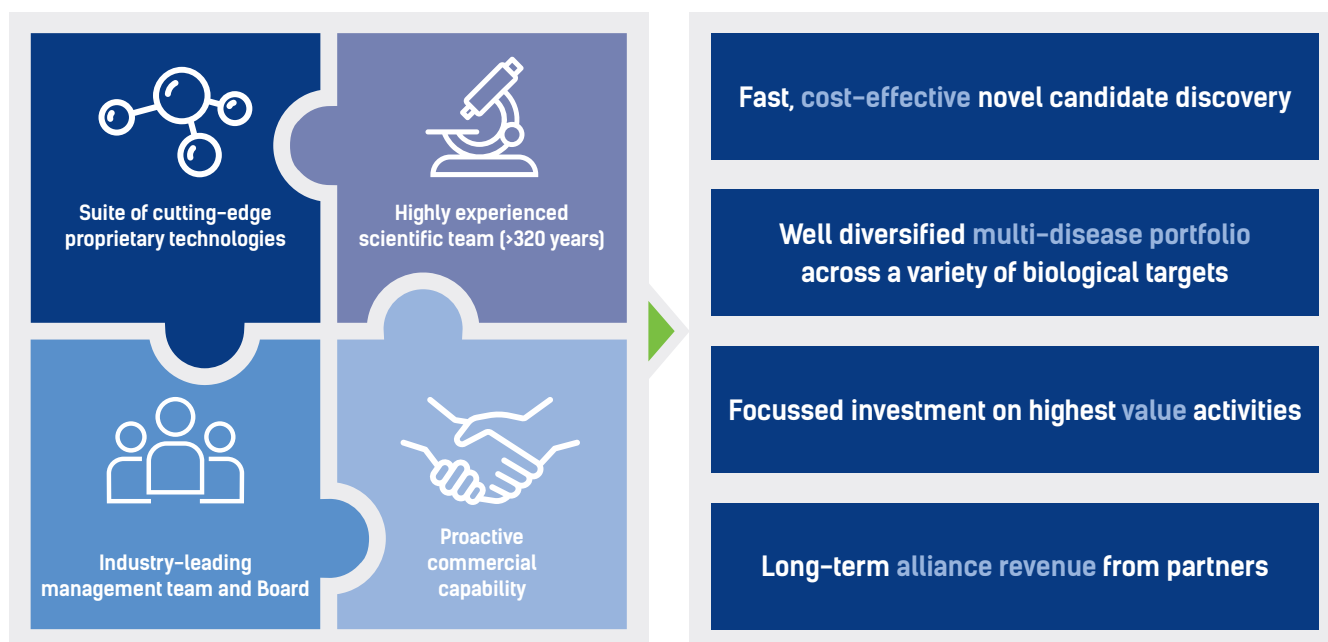 Suite of cutting-edge
proprietary technologies
Highly experienced
scientific team (>320 years)
Industry-leading
management team and Board
Proactive
commercial
capability
Fast, cost-effective novel candidate discovery
Well diversified multi-disease portfolio
across a variety of biological targets
Focussed investment on highest value activities
Long-term alliance revenue from partners